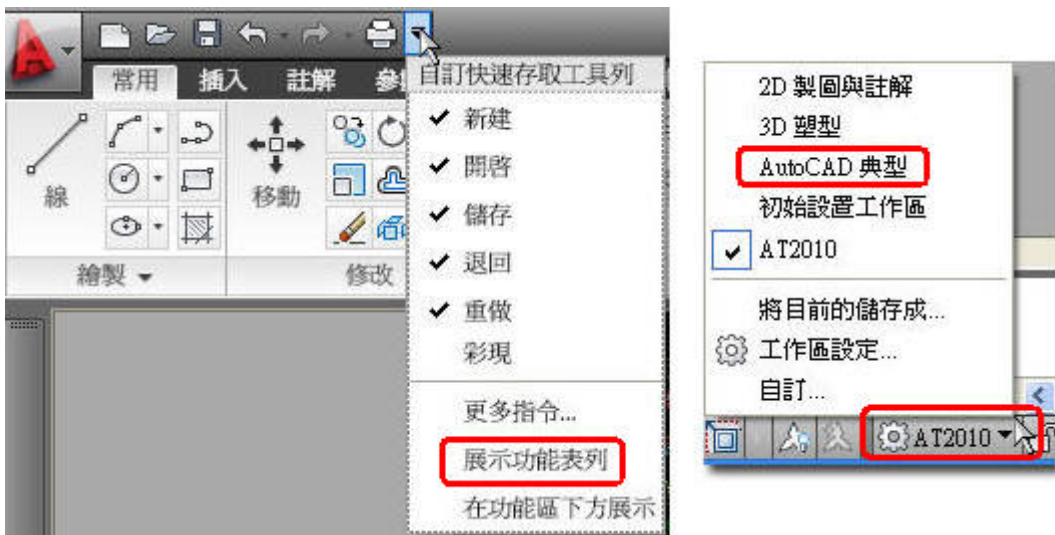 常用 插入 註解
線
移動
繪製
修改
自訂快速存取工具列
新建
開啟
儲存
退回
重做
彩現
更多指令...
展示功能表列
在功能區下方展示
2D 製圖與註解
3D 塑型
AutoCAD 典型
初始設置工作區
AT2010
將目前的儲存成...
工作區設定...
自訂...
AT2010